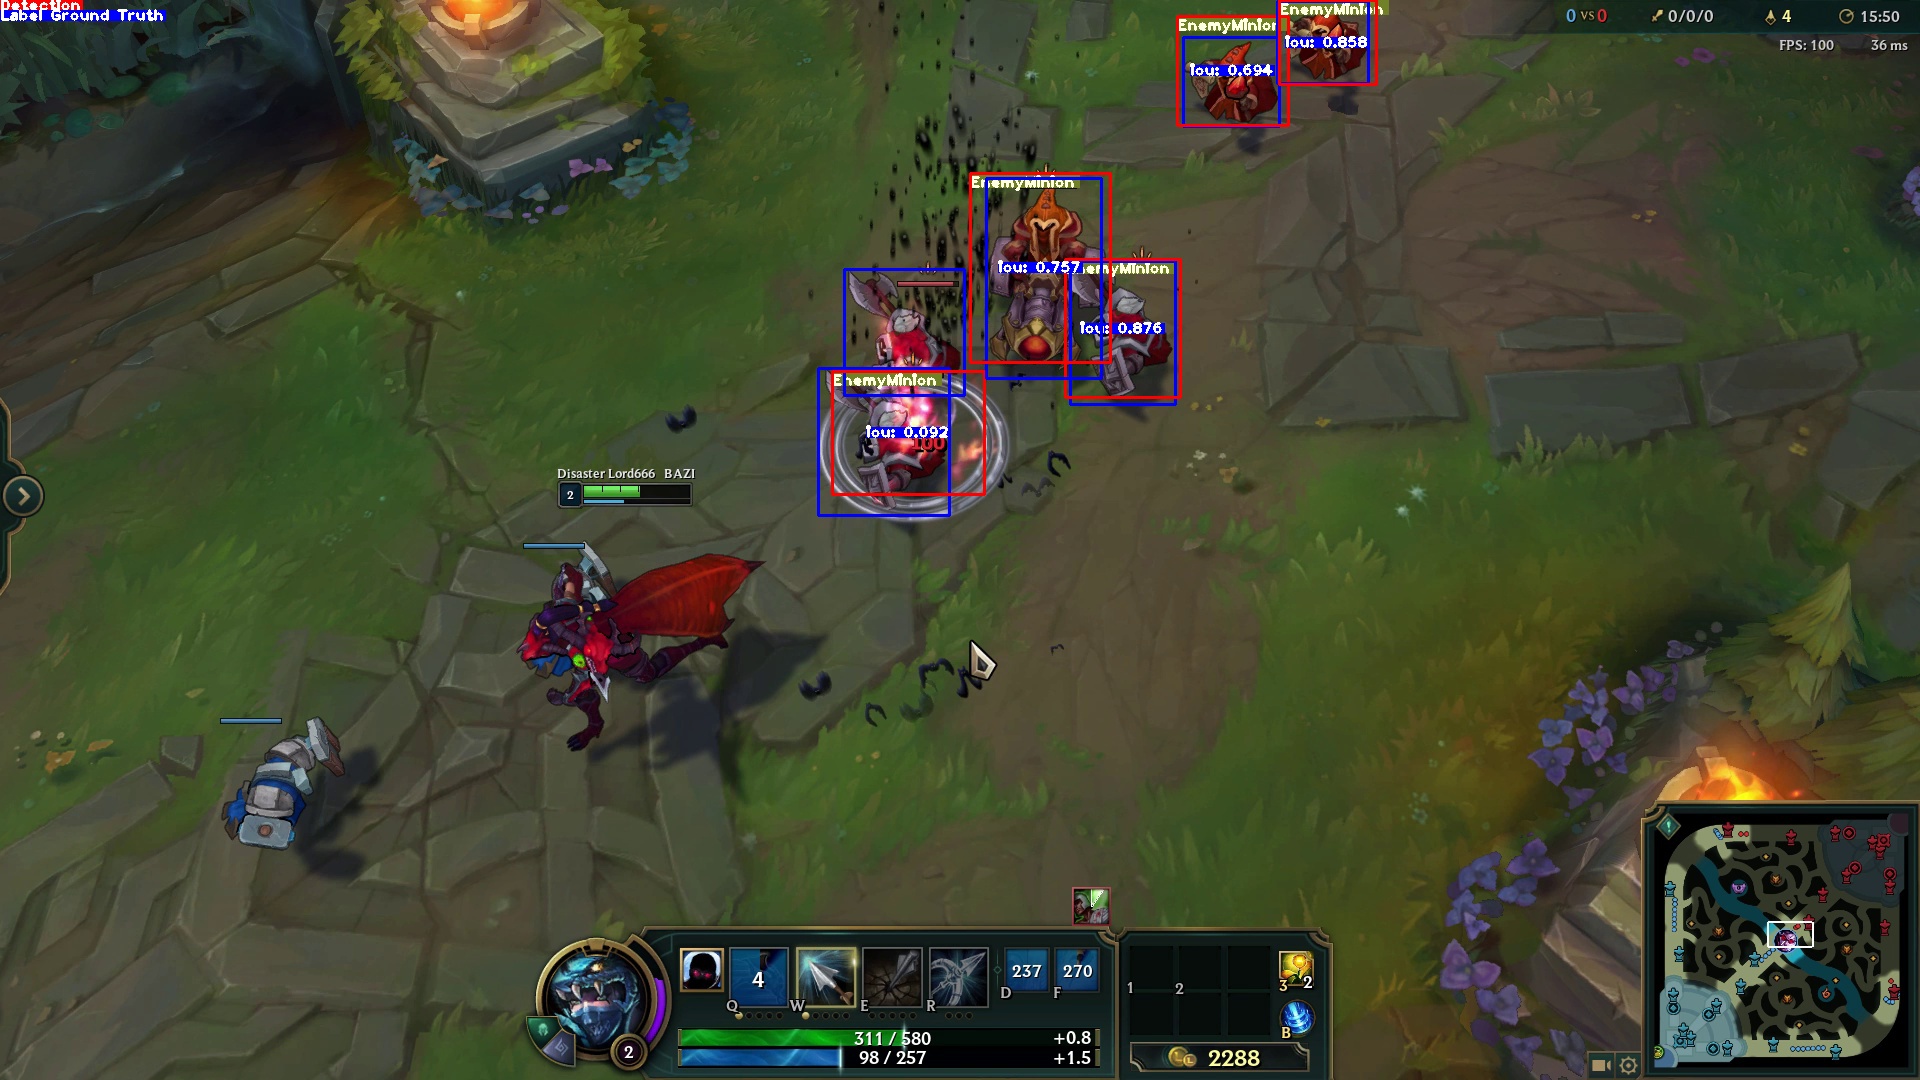 Detection
Label Ground Truth
EnemyMinion
EnemyMinion
0 vs 0
0/0/0
4
15:50
Iou: 0.858
Iou: 0.694
FPS: 100
36 ms
EnemyMinion
Iou: 0.757
emyMinion
Iou: 0.876
EnemyMinion
Iou: 0.092
100
Disaster Lord666 BAZI
2
4
237
270
Q
W
E
R
D
F
1
2
3
2
B
311 / 580
+0.8
2
98 / 257
+1.5
2288